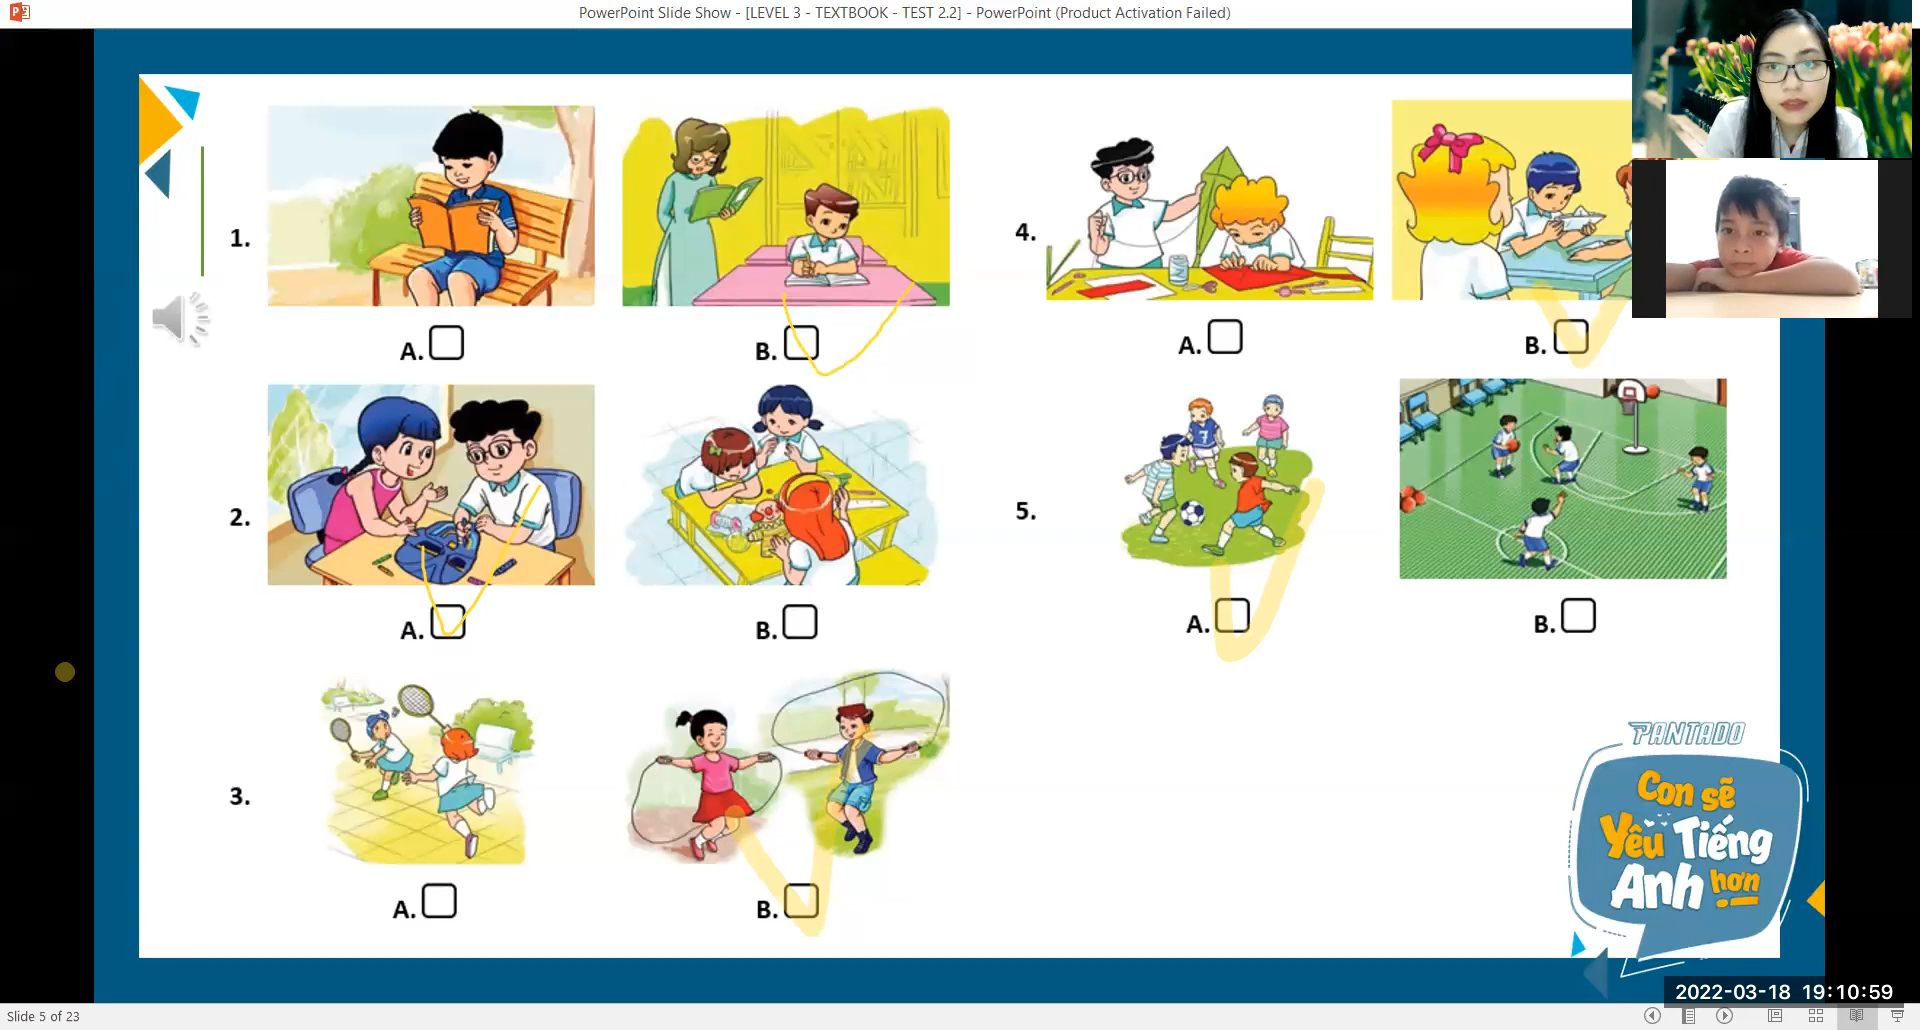 PowerPoint Slide Show - [LEVEL 3 - TEXTBOOK - TEST 2.2] - PowerPoint (Product Activation Failed)
1.
A.
B.
2.
A.
B.
3.
A.
B.
4.
A.
B.
5.
7
A.
B.
PANTADO
Con sẽ
Yêu Tiếng
Anh hơn
2022-03-18 19:10:59
Slide 5 of 23